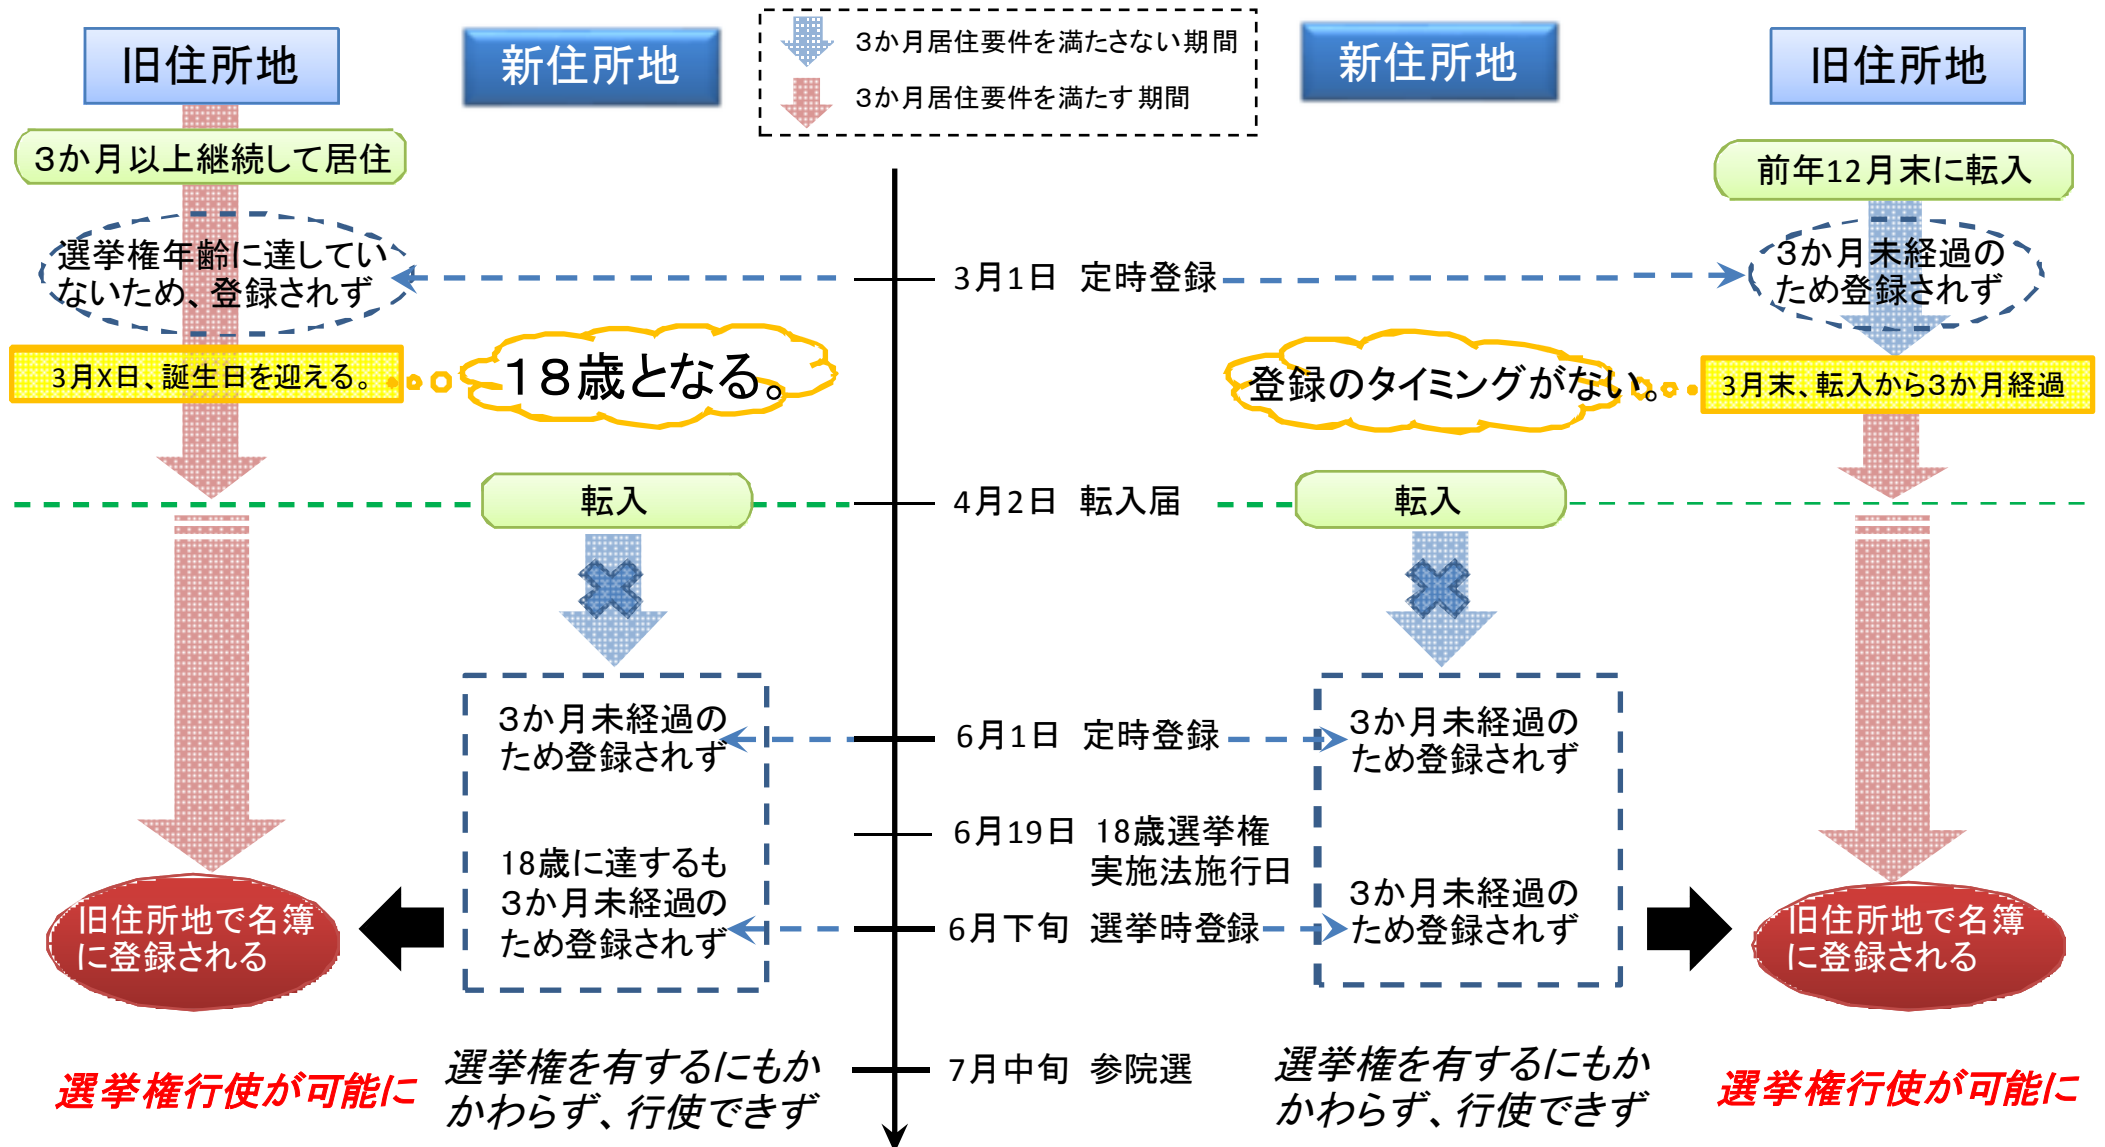 旧住所地
新住所地
3か月居住要件を満たさない期間
3か月居住要件を満たす期間
新住所地
旧住所地
3か月以上継続して居住
前年12月末に転入
選挙権年齢に達してい
ないため、登録されず
3月1日 定時登録
3か月未経過の
ため登録されず
3月X日、誕生日を迎える。
18歳となる。
登録のタイミングがない。
3月末、転入から3か月経過
転入
4月2日 転入届
転入
3か月未経過の
ため登録されず
6月1日 定時登録
3か月未経過の
ため登録されず
6月19日 18歳選挙権
実施法施行日
18歳に達するも
3か月未経過の
ため登録されず
6月下旬 選挙時登録
3か月未経過の
ため登録されず
旧住所地で名簿
に登録される
旧住所地で名簿
に登録される
選挙権行使が可能に
選挙権を有するにもか
かわらず、行使できず
7月中旬 参院選
選挙権を有するにもか
かわらず、行使できず
選挙権行使が可能に